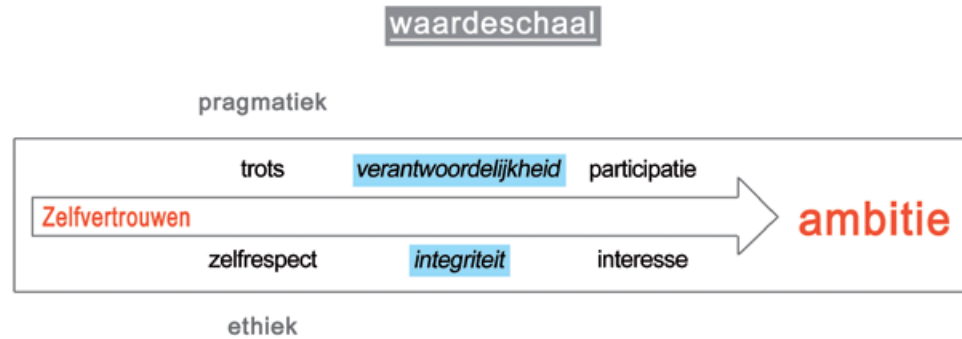 waardeschaal
pragmatiek
trots verantwoordelijkheid participatie
Zelfvertrouwen ambitie
zelfrespect integriteit interesse
ethiek